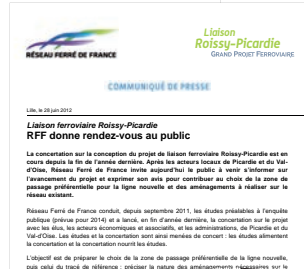 RÉSEAU FERRÉ DE FRANCE
Liaison
Roissy-Picardie
GRAND PROJET FERROVIAIRE
COMMUNIQUÉ DE PRESSE
Lille, le 28 juin 2012
Liaison ferroviaire Roissy-Picardie
RFF donne rendez-vous au public
La concertation sur la conception du projet de liaison ferroviaire Roissy-Picardie est en
cours depuis la fin de l'année dernière. Après les acteurs locaux de Picardie et du Val-
d'Oise, Réseau Ferré de France invite aujourd'hui le public à venir s'informer sur
l'avancement du projet et exprimer son avis pour contribuer au choix de la zone de
passage préférentielle pour la ligne nouvelle et des aménagements à réaliser sur le
réseau existant.
Réseau Ferré de France conduit, depuis septembre 2011, les études préalables à l'enquête
publique (prévue pour 2014) et a lancé, en fin d'année dernière, la concertation sur le projet
avec les élus, les acteurs économiques et associatifs, et les administrations, de Picardie et du
Val-d'Oise. Les études et la concertation sont ainsi menées de concert : les études alimentent
la concertation et la concertation nourrit les études.
L'objectif est de préparer le choix de la zone de passage préférentielle de la ligne nouvelle,
puis celui du tracé de référence ; préciser la nature des aménagements nécessaires sur le